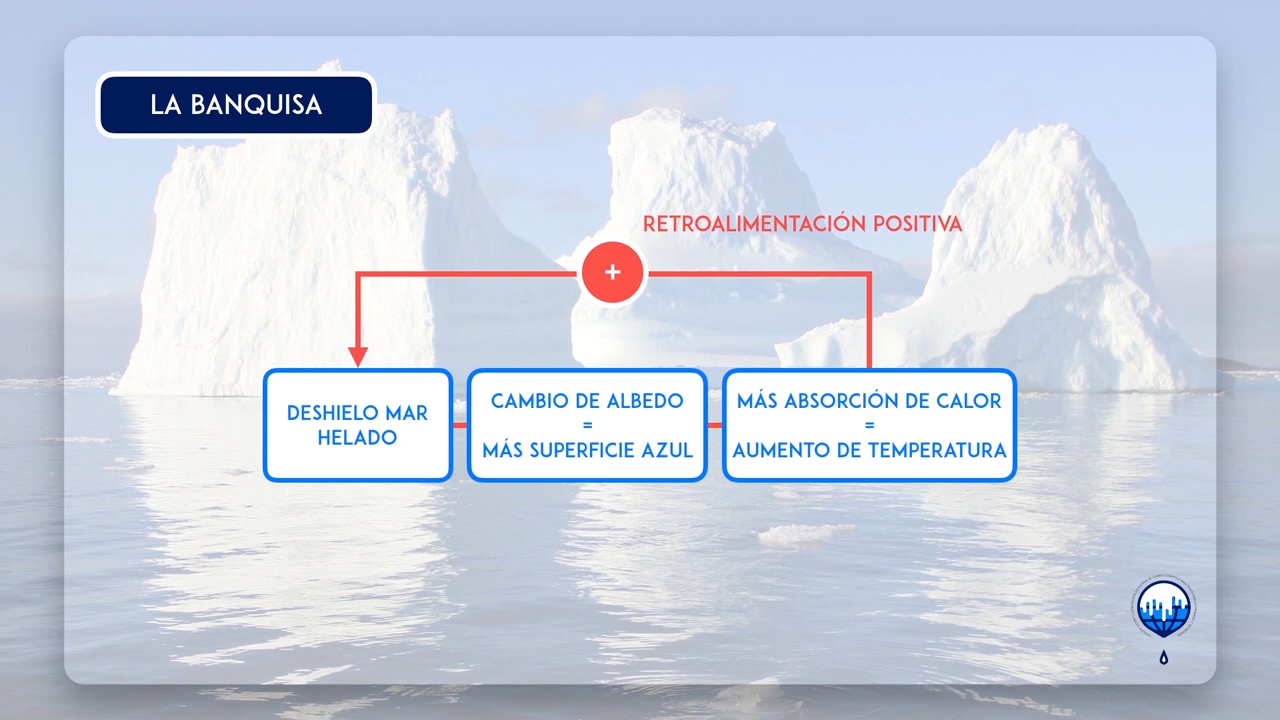 LA BANQUISA
RETROALIMENTACIÓN POSITIVA
+
DESHIELO MAR
HELADO
CAMBIO DE ALBEDO
=
MÁS SUPERFICIE AZUL
MÁS ABSORCIÓN DE CALOR
=
AUMENTO DE TEMPERATURA